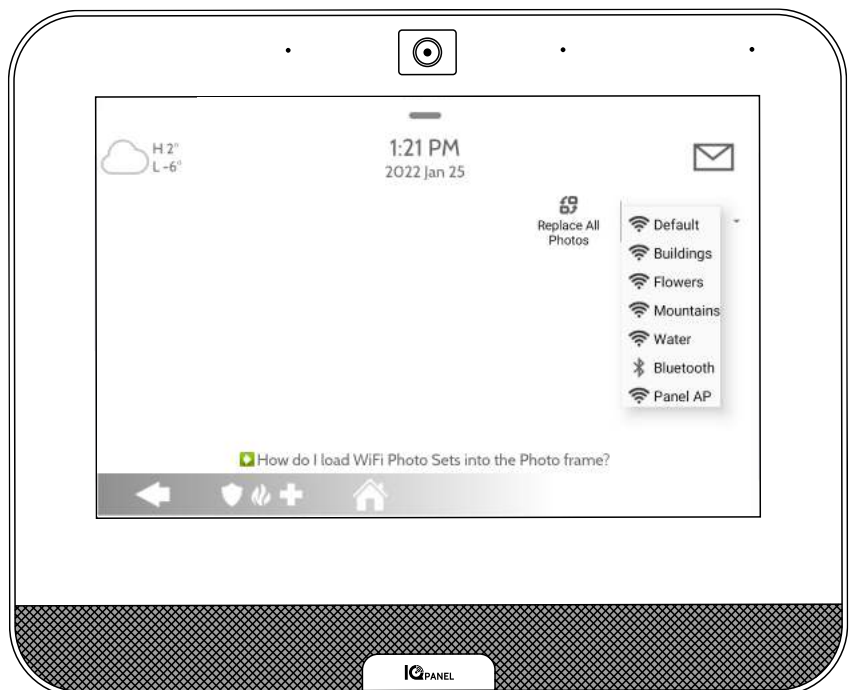 H 2°
L -6°
1:21 PM
2022 Jan 25
Replace All
Photos
Default
Buildings
Flowers
Mountains
Water
Bluetooth
Panel AP
How do I load WiFi Photo Sets into the Photo frame?
IQ PANEL